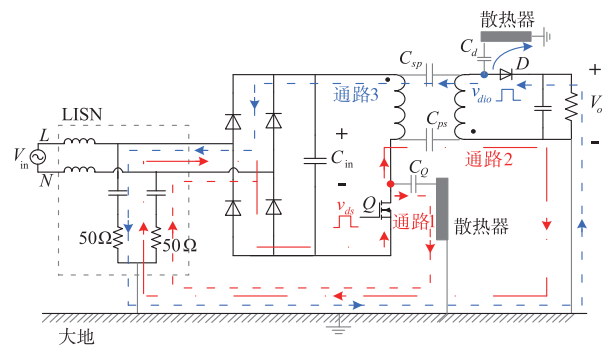 散热器
C_d
D
C_sp
+
V_o
-
v_dio
通路3
LISN
L
V_in
N
+
C_in
-
C_ps
通路2
C_Q
v_ds
Q
通路1
散热器
50Ω
50Ω
大地